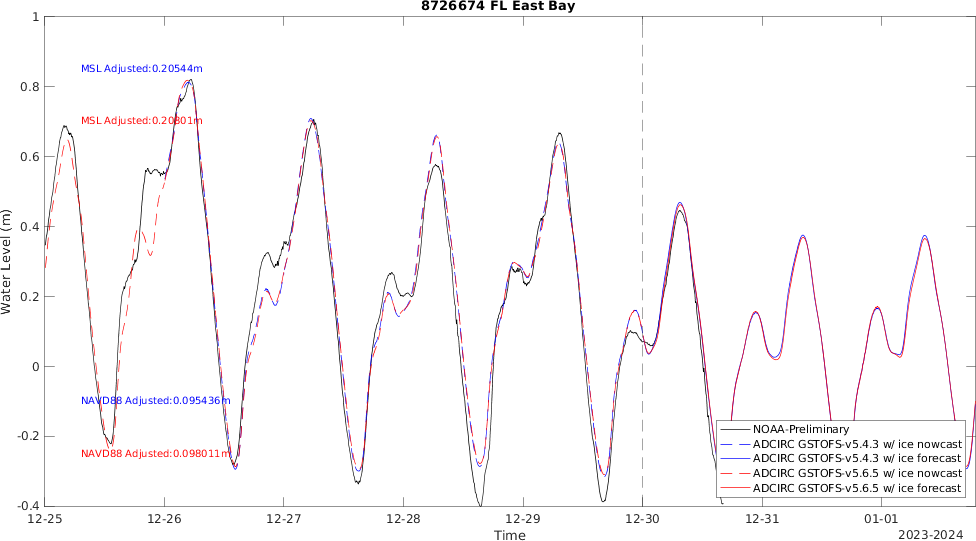 8726674 FL East Bay
1
0.8
0.6
0.4
0.2
0
-0.2
-0.4
Water Level (m)
MSL Adjusted:0.20544m
MSL Adjusted:0.20801m
NAVD88 Adjusted:0.095436m
NAVD88 Adjusted:0.098011m
NOAA-Preliminary
ADCIRC GSTOFS-v5.4.3 w/ ice nowcast
ADCIRC GSTOFS-v5.4.3 w/ ice forecast
ADCIRC GSTOFS-v5.6.5 w/ ice nowcast
ADCIRC GSTOFS-v5.6.5 w/ ice forecast
12-25 12-26 12-27 12-28 12-29 12-30 12-31 01-01
Time
2023-2024